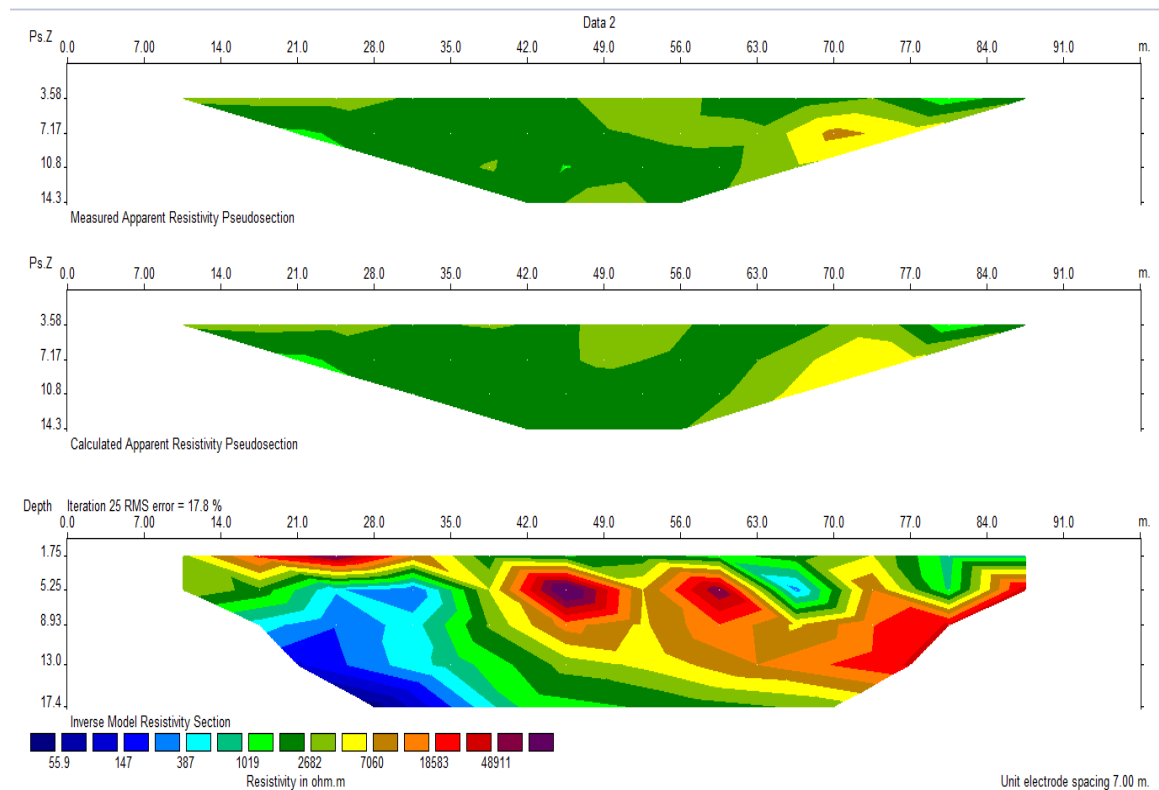 Data 2
Ps.Z 0.0 7.00 14.0 21.0 28.0 35.0 42.0 49.0 56.0 63.0 70.0 77.0 84.0 91.0 m.
3.58
7.17
10.8
14.3
Measured Apparent Resistivity Pseudosection
Ps.Z 0.0 7.00 14.0 21.0 28.0 35.0 42.0 49.0 56.0 63.0 70.0 77.0 84.0 91.0 m.
3.58
7.17
10.8
14.3
Calculated Apparent Resistivity Pseudosection
Depth Iteration 25 RMS error = 17.8 %
0.0 7.00 14.0 21.0 28.0 35.0 42.0 49.0 56.0 63.0 70.0 77.0 84.0 91.0 m.
1.75
5.25
8.93
13.0
17.4
Inverse Model Resistivity Section
55.9 147 387 1019 2682 7060 18583 48911
Resistivity in ohm.m Unit electrode spacing 7.00 m.